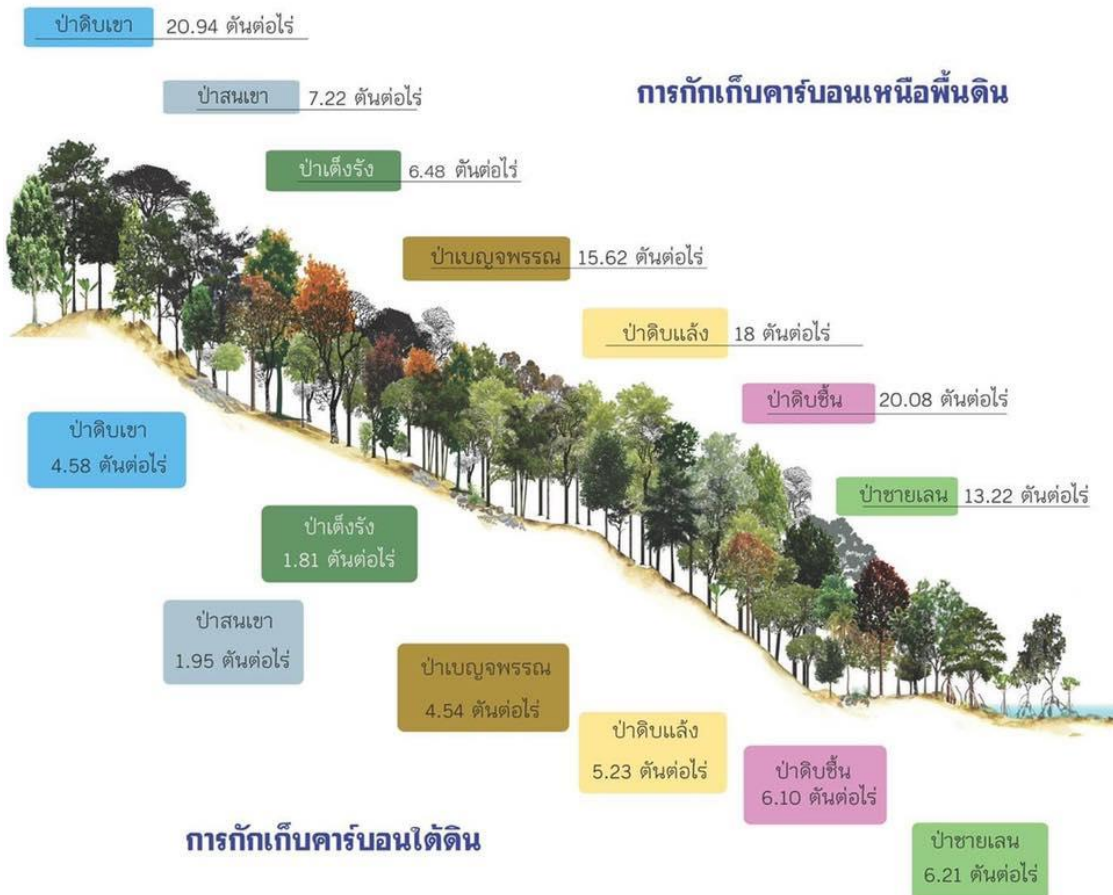 ป่าดิบเขา 20.94 ตันต่อไร่
ป่าสนเขา 7.22 ตันต่อไร่
การกักเก็บคาร์บอนเหนือพื้นดิน
ป่าเต็งรัง 6.48 ตันต่อไร่
ป่าเบญจพรรณ 15.62 ตันต่อไร่
ป่าดิบแล้ง 18 ตันต่อไร่
ป่าดิบชื้น 20.08 ตันต่อไร่
ป่าชายเลน 13.22 ตันต่อไร่
ป่าดิบเขา
4.58 ตันต่อไร่
ป่าเต็งรัง
1.81 ตันต่อไร่
ป่าสนเขา
1.95 ตันต่อไร่
ป่าเบญจพรรณ
4.54 ตันต่อไร่
ป่าดิบแล้ง
5.23 ตันต่อไร่
ป่าดิบชื้น
6.10 ตันต่อไร่
การกักเก็บคาร์บอนใต้ดิน
ป่าชายเลน
6.21 ตันต่อไร่